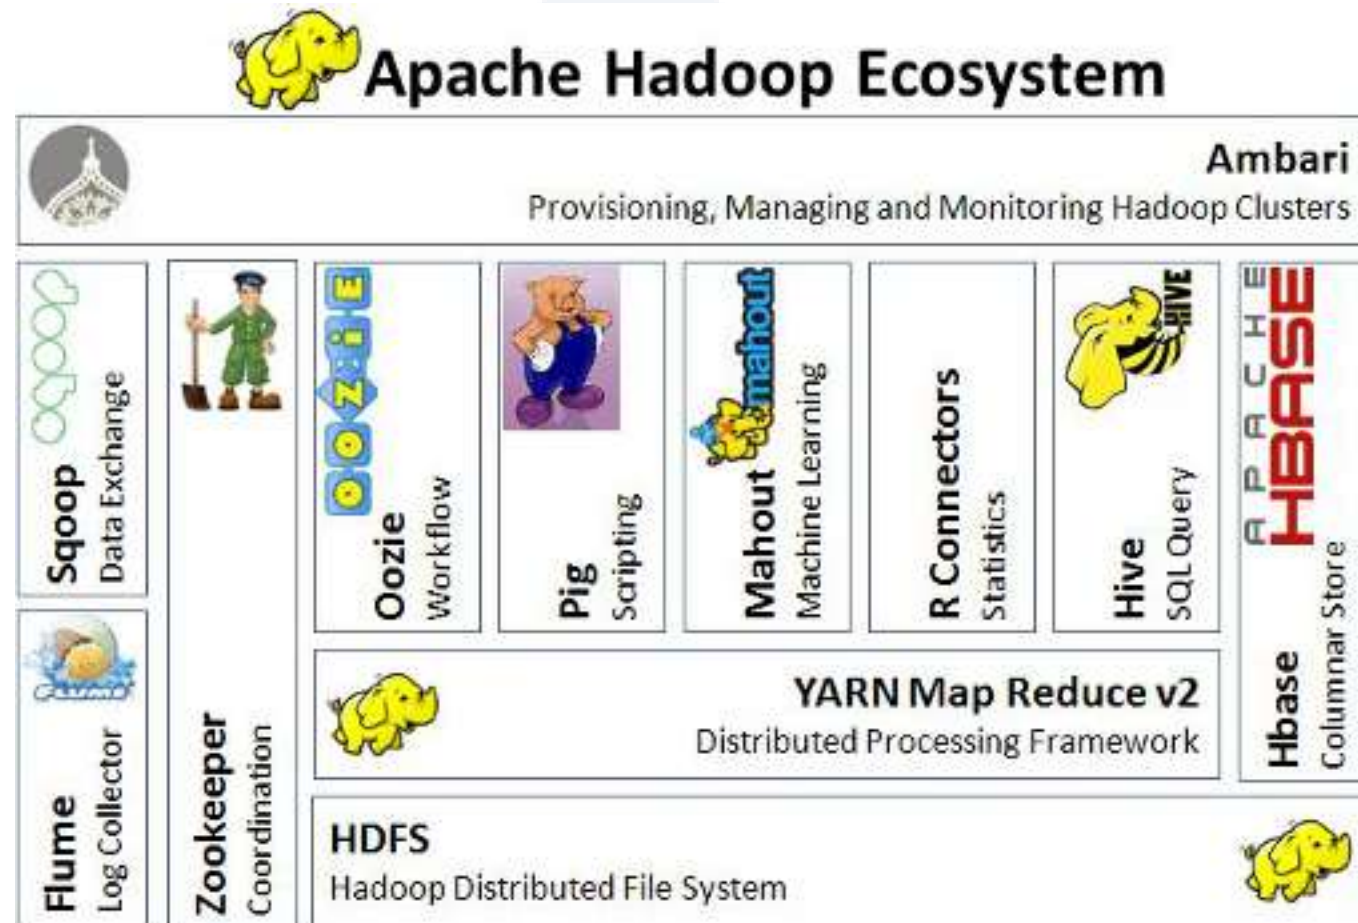 Apache Hadoop Ecosystem
Ambari
Provisioning, Managing and Monitoring Hadoop Clusters
sqoop
Sqoop
Data Exchange
FLUME
Flume
Log Collector
Zookeeper
Coordination
OOZIE
Oozie
Workflow
Pig
Scripting
mahout
Mahout
Machine Learning
R Connectors
Statistics
HIVE
Hive
SQL Query
APACHE
HBASE
Hbase
Columnar Store
YARN Map Reduce v2
Distributed Processing Framework
HDFS
Hadoop Distributed File System